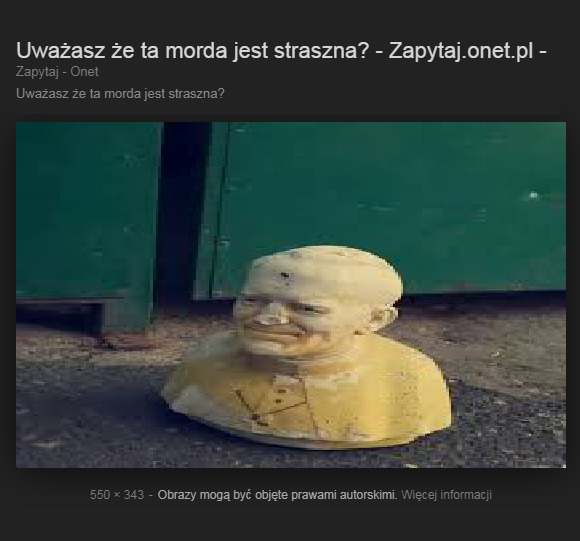 Uważasz że ta morda jest straszna? - Zapytaj.onet.pl -
Zapytaj - Onet
Uważasz że ta morda jest straszna?
550 × 343 - Obrazy mogą być objęte prawami autorskimi. Więcej informacji